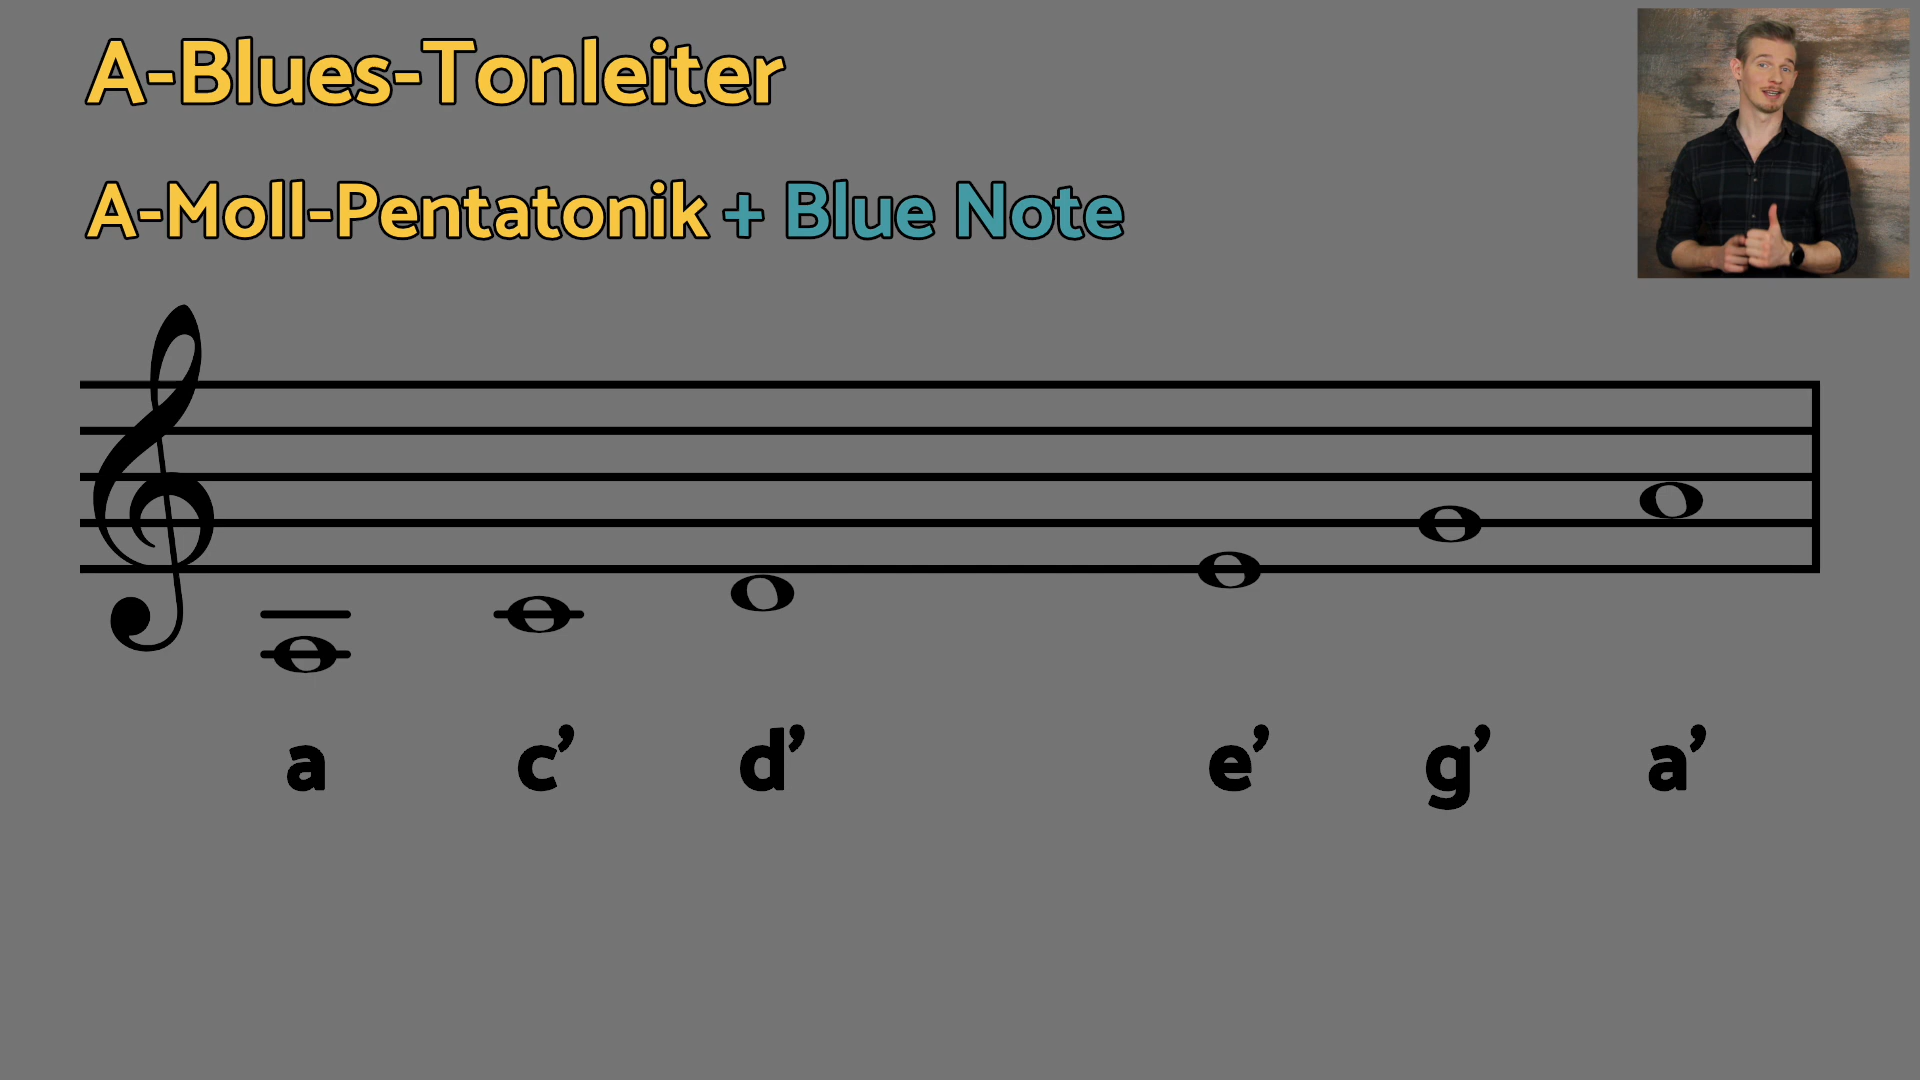 A-Blues-Tonleiter
A-Moll-Pentatonik + Blue Note
a c’ d’ e’ g’ a’